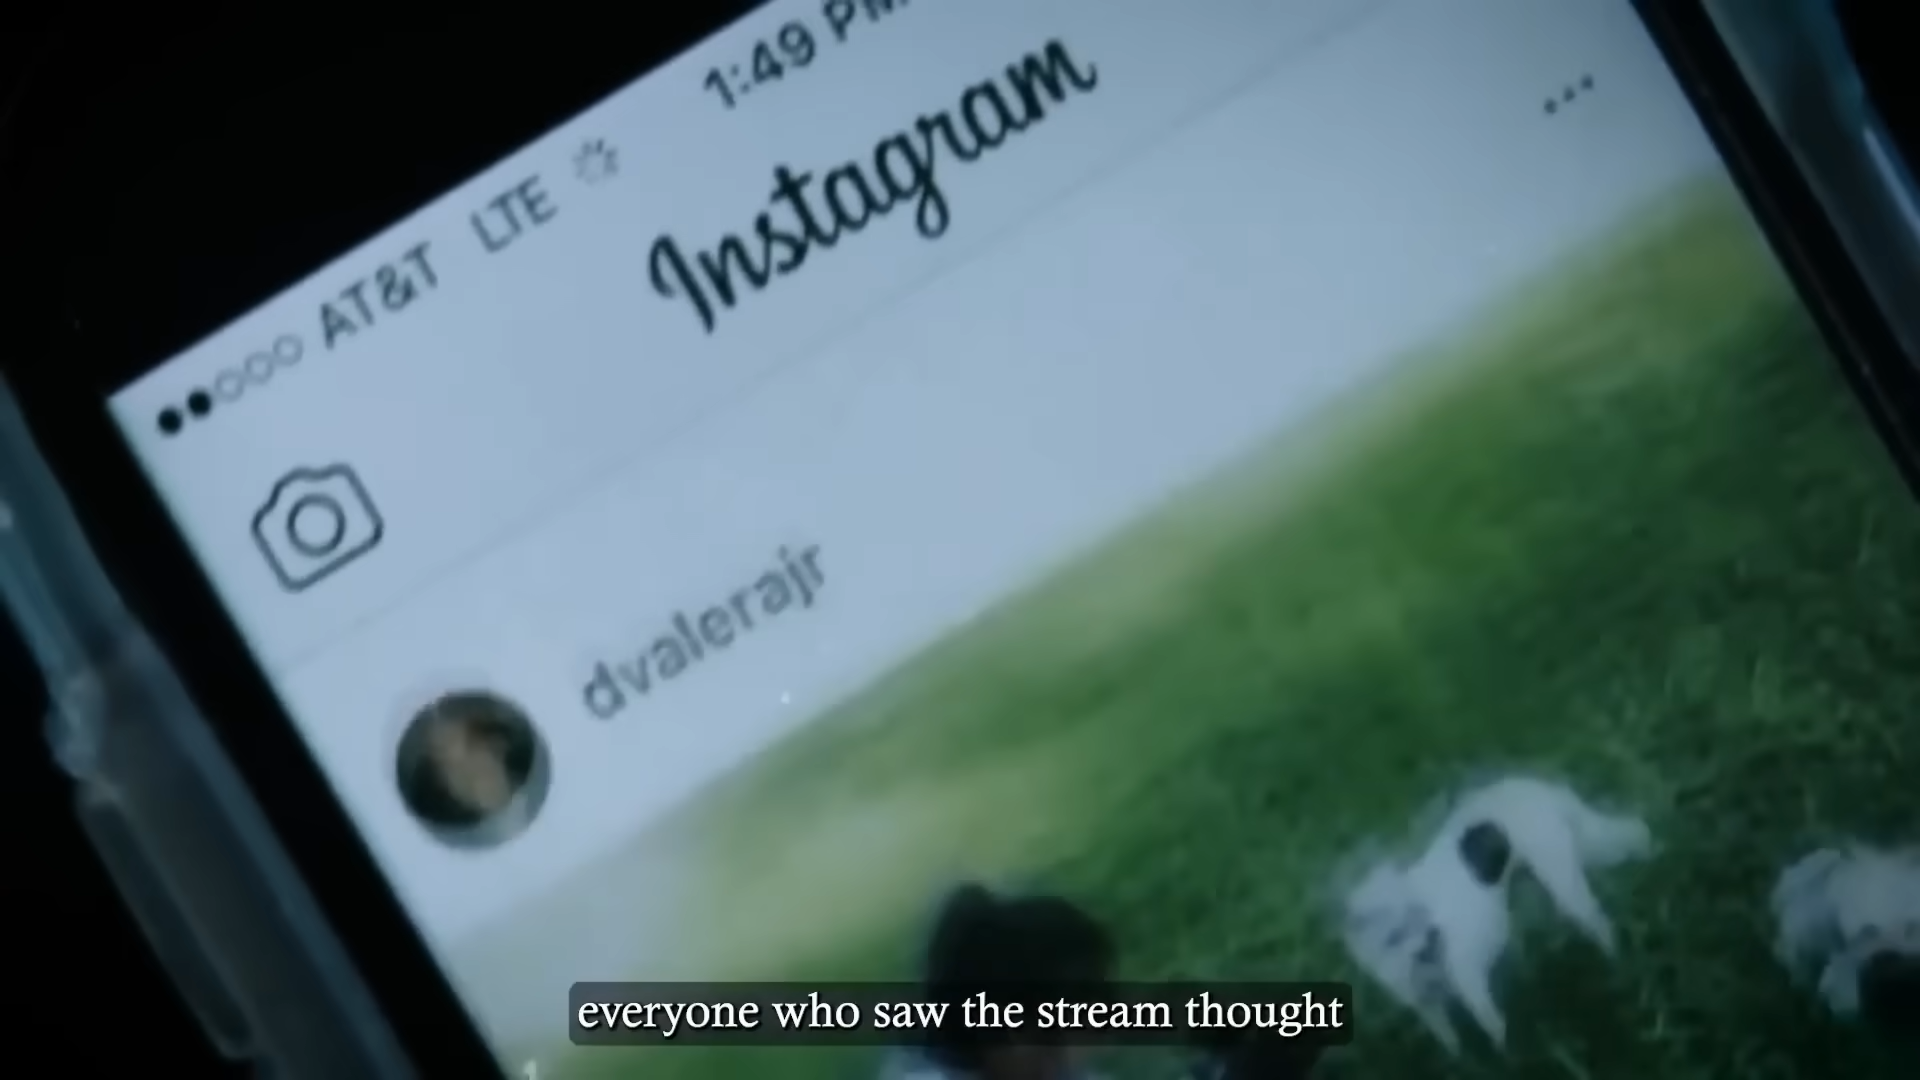 ●●○○○ AT&T LTE 1:49 PM
Instagram
dvalerajr
everyone who saw the stream thought